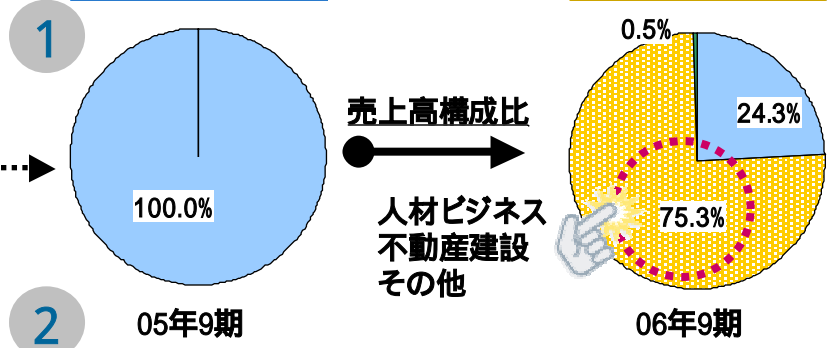 1
0.5%
24.3%
売上高構成比
100.0%
人材ビジネス
不動産建設
その他
75.3%
2
05年9期
06年9期